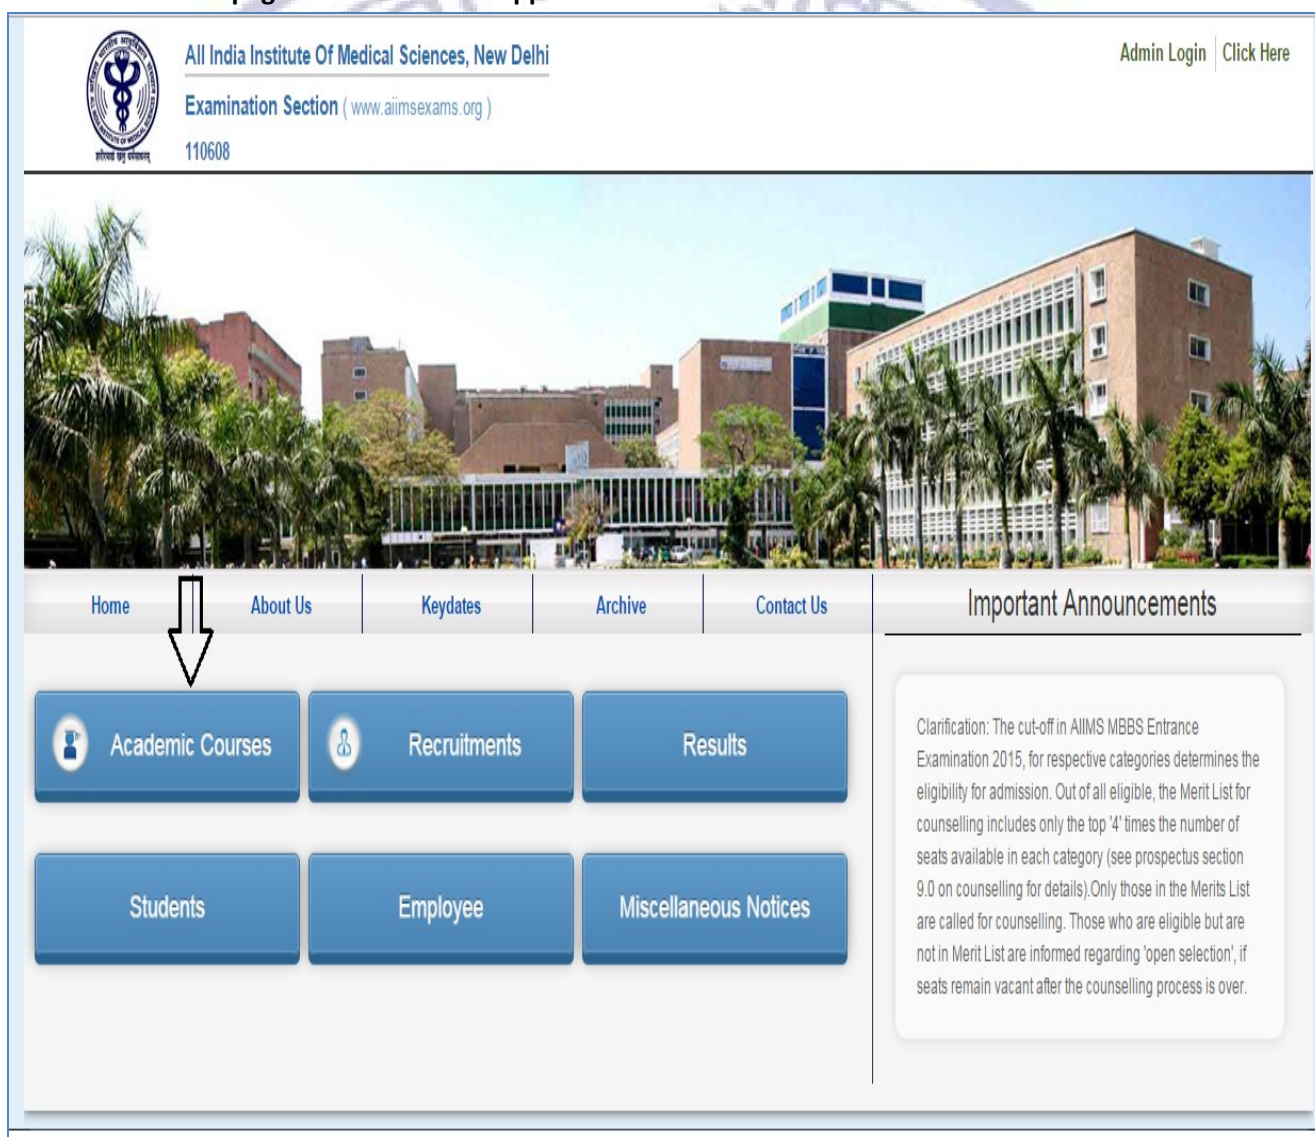 All India Institute Of Medical Sciences, New Delhi
Examination Section ( www.aiimsexams.org )
110608
Admin Login
Click Here
Home
About Us
Keydates
Archive
Contact Us
Important Announcements
Academic Courses
Recruitments
Results
Students
Employee
Miscellaneous Notices
Clarification: The cut-off in AIIMS MBBS Entrance
Examination 2015, for respective categories determines the
eligibility for admission. Out of all eligible, the Merit List for
counselling includes only the top '4' times the number of
seats available in each category (see prospectus section
9.0 on counselling for details).Only those in the Merits List
are called for counselling. Those who are eligible but are
not in Merit List are informed regarding 'open selection', if
seats remain vacant after the counselling process is over.